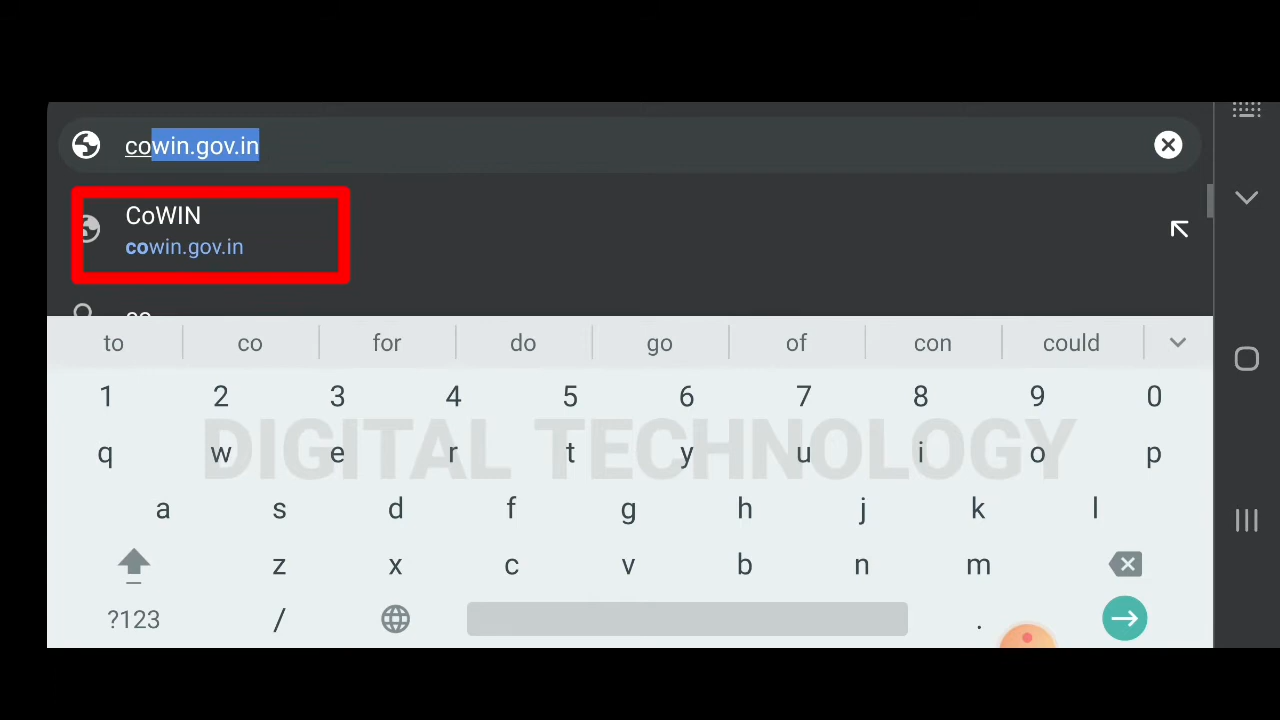 cowin.gov.in
CoWIN
cowin.gov.in
to co for do go of con could
1 2 3 4 5 6 7 8 9 0
DIGITAL TECHNOLOGY
q w e r t y u i o p
a s d f g h j k l
z x c v b n m
?123 / .